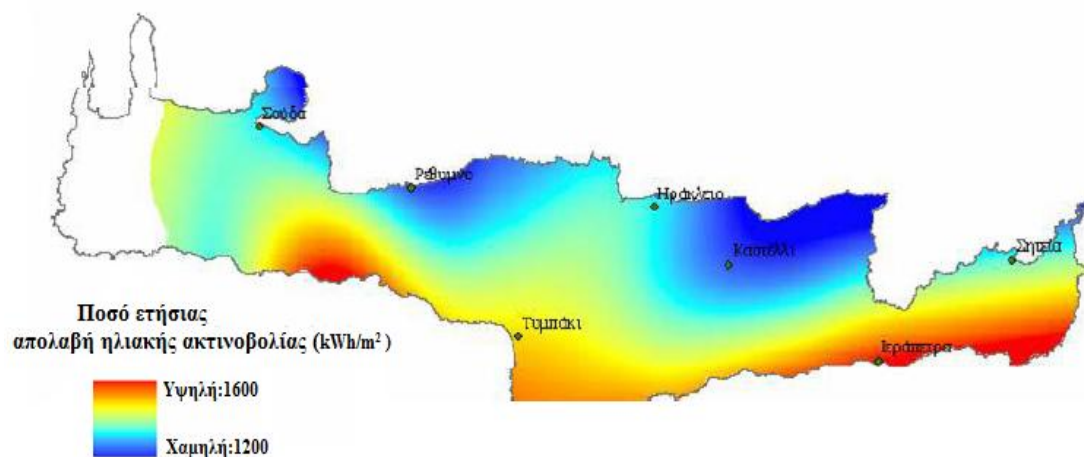 Σούδα
Ρέθυμνο
Ηράκλειο
Καστέλλι
Σητεία
Τυμπάκι
Ιεράπετρα
Ποσό ετήσιας
απολαβή ηλιακής ακτινοβολίας (kWh/m²)
Υψηλή:1600
Χαμηλή:1200